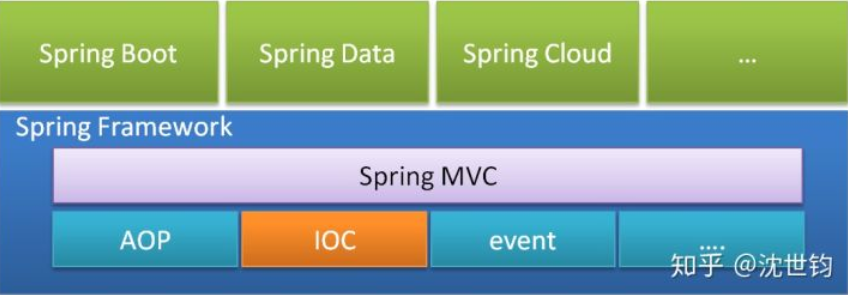 Spring Boot
Spring Data
Spring Cloud
...
Spring Framework
Spring MVC
AOP
IOC
event
....
知乎 @沈世钧